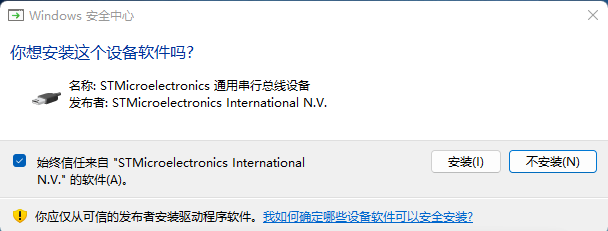 Windows 安全中心
你想安装这个设备软件吗?
名称: STMicroelectronics 通用串行总线设备
发布者: STMicroelectronics International N.V.
始终信任来自 "STMicroelectronics International
N.V." 的软件(A)。
安装(I)
不安装(N)
你应仅从可信的发布者安装驱动程序软件。我如何确定哪些设备软件可以安全安装?